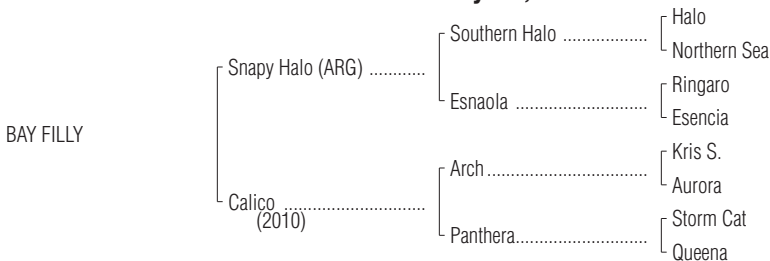 Halo
Southern Halo ....................
Northern Sea
Snapy Halo (ARG) ............
Ringaro
Esnaola ...............................
Esencia
BAY FILLY
Kris S.
Arch .....................................
Aurora
Calico ..............................
(2010)
Storm Cat
Panthera..............................
Queena